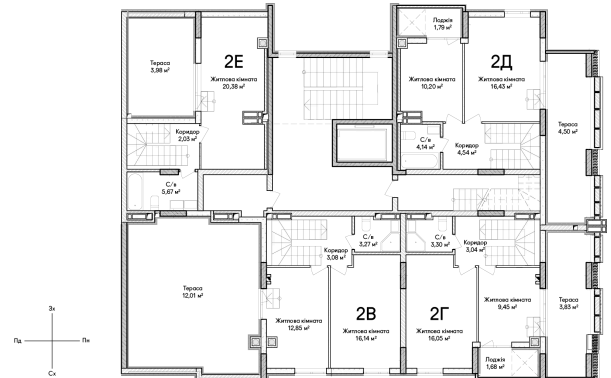 Лоджія
1,79 м²
Тераса
3,98 м²
2Е
Житлова кімната
20,38 м²
Житлова кімната
10,20 м²
2Д
Житлова кімната
16,43 м²
Тераса
4,50 м²
Коридор
2,03 м²
С/в
4,14 м²
Коридор
4,54 м²
С/в
5,67 м²
Коридор
3,08 м²
С/в
3,27 м²
С/в
3,30 м²
Коридор
3,04 м²
Тераса
12,01 м²
Житлова кімната
12,85 м²
2В
Житлова кімната
16,14 м²
2Г
Житлова кімната
16,05 м²
Житлова кімната
9,45 м²
Тераса
3,83 м²
Лоджія
1,68 м²
Зх
Пд
Пн
Сх